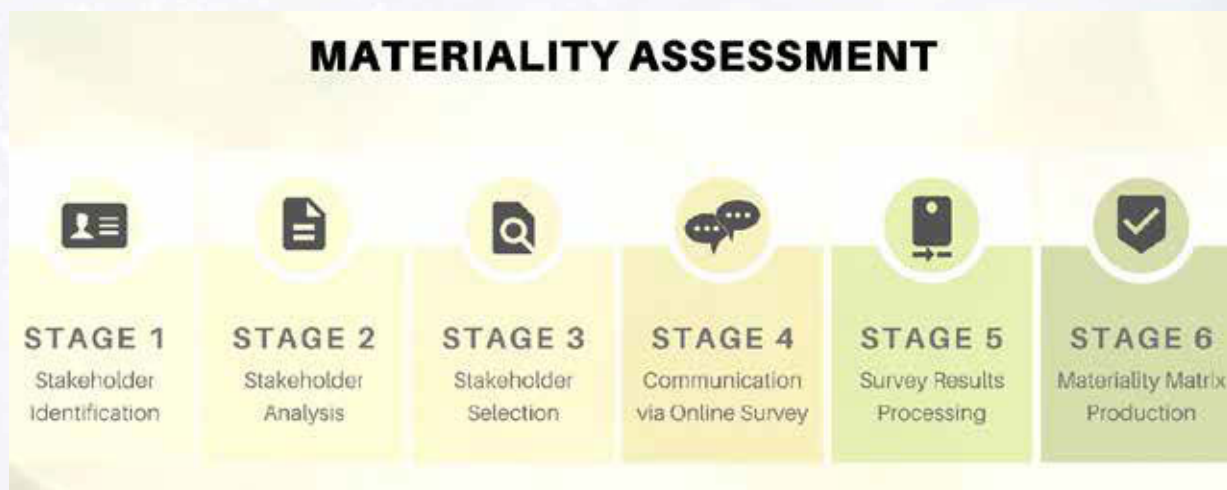 MATERIALITY ASSESSMENT
STAGE 1
Stakeholder
Identification
STAGE 2
Stakeholder
Analysis
STAGE 3
Stakeholder
Selection
STAGE 4
Communication
via Online Survey
STAGE 5
Survey Results
Processing
STAGE 6
Materiality Matrix
Production